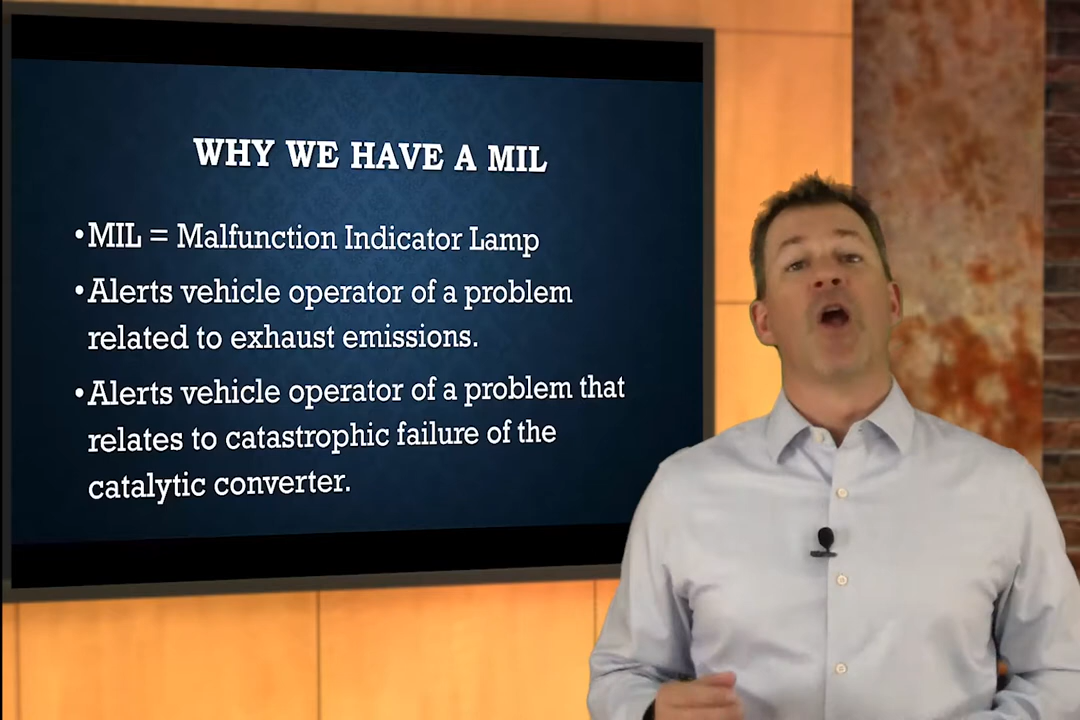 WHY WE HAVE A MIL
•MIL = Malfunction Indicator Lamp
•Alerts vehicle operator of a problem
related to exhaust emissions.
•Alerts vehicle operator of a problem that
relates to catastrophic failure of the
catalytic converter.